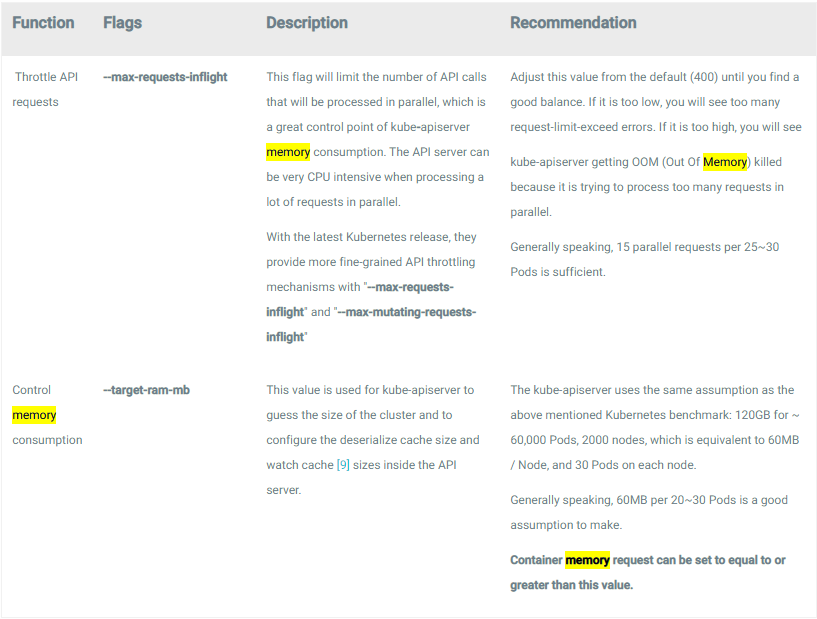 Function Flags Description Recommendation
Throttle API
requests
--max-requests-inflight
This flag will limit the number of API calls
that will be processed in parallel, which is
a great control point of kube-apiserver
memory consumption. The API server can
be very CPU intensive when processing a
lot of requests in parallel.
With the latest Kubernetes release, they
provide more fine-grained API throttling
mechanisms with "--max-requests-
inflight" and "--max-mutating-requests-
inflight"
Adjust this value from the default (400) until you find a
good balance. If it is too low, you will see too many
request-limit-exceed errors. If it is too high, you will see
kube-apiserver getting OOM (Out Of Memory) killed
because it is trying to process too many requests in
parallel.
Generally speaking, 15 parallel requests per 25~30
Pods is sufficient.
Control
memory
consumption
--target-ram-mb
This value is used for kube-apiserver to
guess the size of the cluster and to
configure the deserialize cache size and
watch cache [9] sizes inside the API
server.
The kube-apiserver uses the same assumption as the
above mentioned Kubernetes benchmark: 120GB for ~
60,000 Pods, 2000 nodes, which is equivalent to 60MB
/ Node, and 30 Pods on each node.
Generally speaking, 60MB per 20~30 Pods is a good
assumption to make.
Container memory request can be set to equal to or
greater than this value.